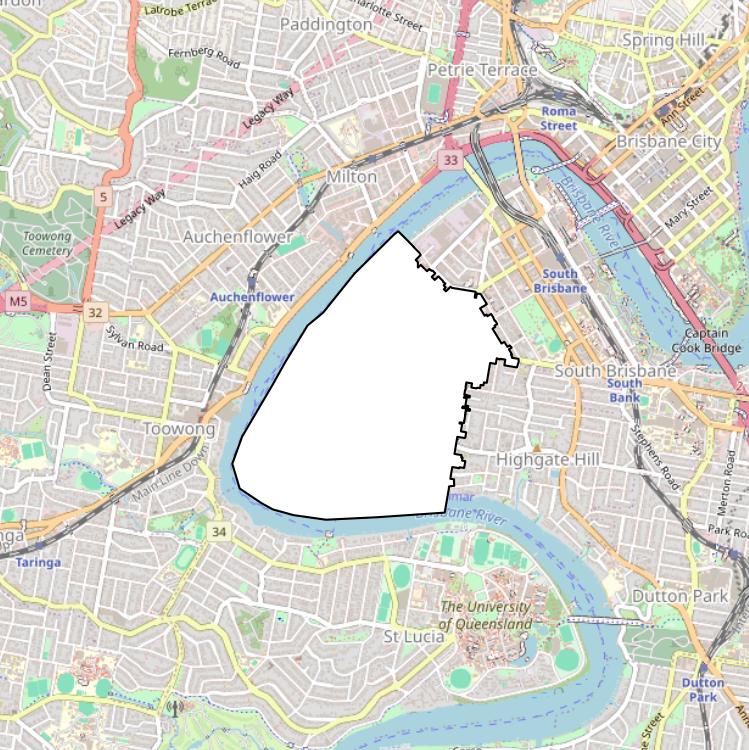 Latrobe Terrace
Paddington
Charlotte Street
Spring Hill
Fernberg Road
Petrie Terrace
Legacy Way
Ann Street
Roma
Street
Brisbane City
33
Haig Road
Milton
Mary Street
Brisbane River
5
Legacy Way
Toowong
Cemetery
Auchenflower
South
Brisbane
Auchenflower
M5
32
Captain
Cook Bridge
Sylvan Road
Dean Street
South Brisbane
South
Bank
2
Toowong
Stephens Road
Highgate Hill
Main Line Down
Merton Road
Brisbane River
34
Park Road
Taringa
The University
of Queensland
Dutton Park
St Lucia
Dutton
Park